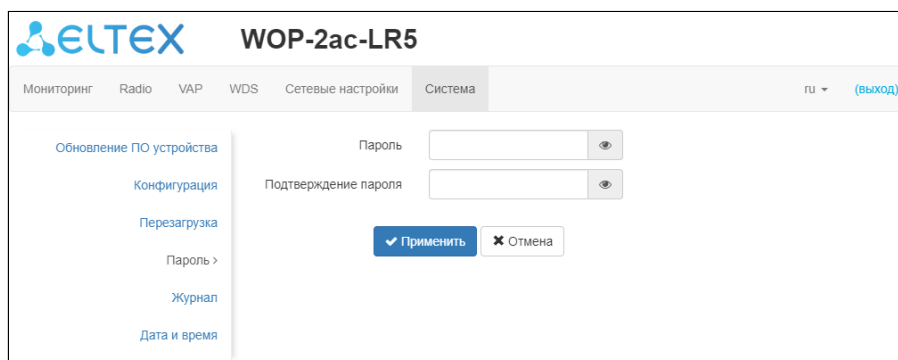 ELTEX WOP-2ac-LR5
Мониторинг Radio VAP WDS Сетевые настройки Система ru (выход)
Обновление ПО устройства
Конфигурация
Перезагрузка
Пароль >
Журнал
Дата и время
Пароль
Подтверждение пароля
Применить Отмена